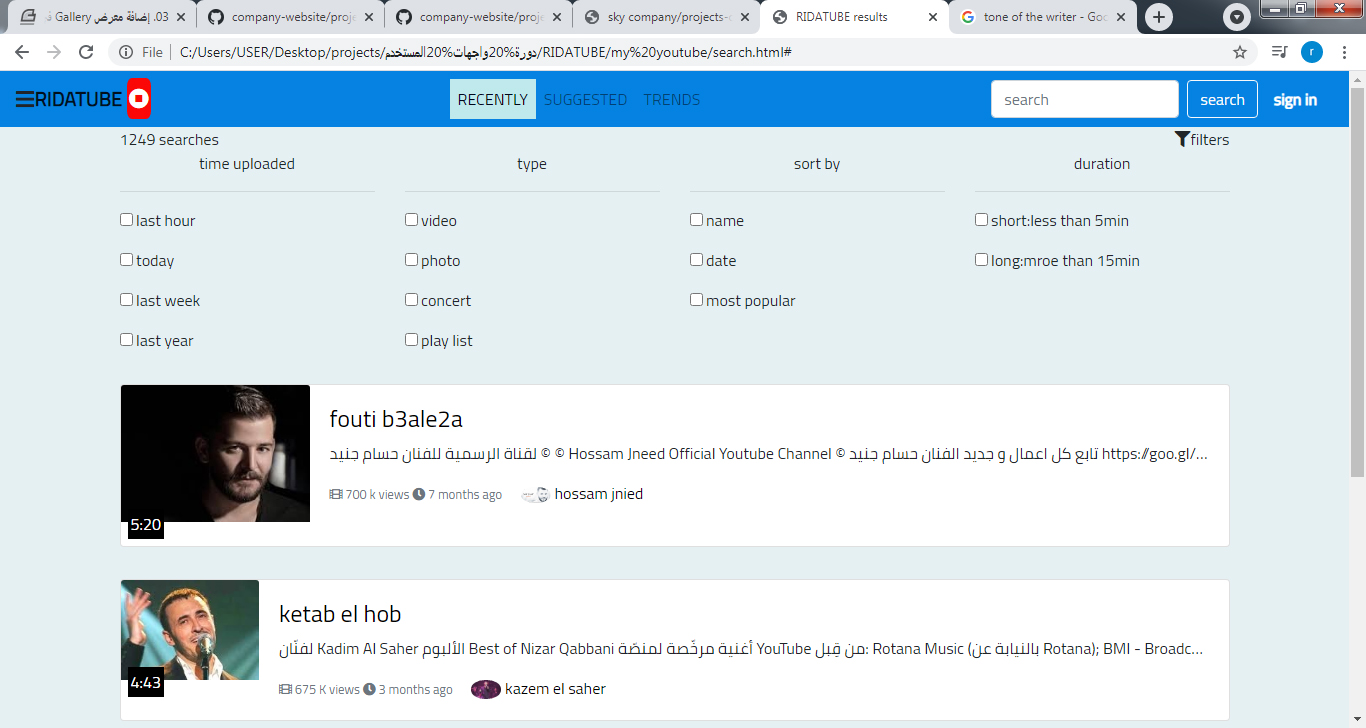 03. إضافة معرض Gallery
company-website/proje
company-website/proje
sky company/projects-
RIDATUBE results
tone of the writer - Goo
File
C:/Users/USER/Desktop/projects/دورة%20واجهات%20المستخدم/RIDATUBE/my%20youtube/search.html#
r
RIDATUBE
RECENTLY SUGGESTED TRENDS
search
search
sign in
1249 searches
filters
time uploaded
type
sort by
duration
last hour
video
name
short:less than 5min
today
photo
date
long:mroe than 15min
last week
concert
most popular
last year
play list
fouti b3ale2a
لقناة الرسمية للفنان حسام جنيد © © Hossam Jneed Official Youtube Channel © تابع كل اعمال و جديد الفنان حسام جنيد https://goo.gl/...
700 k views 7 months ago hossam jnied
5:20
ketab el hob
لفنّان Kadim Al Saher الألبوم Best of Nizar Qabbani أغنية مرخّصة لمنصّة YouTube من قِبل: Rotana Music (بالنيابة عن Rotana); BMI - Broadc...
675 K views 3 months ago kazem el saher
4:43